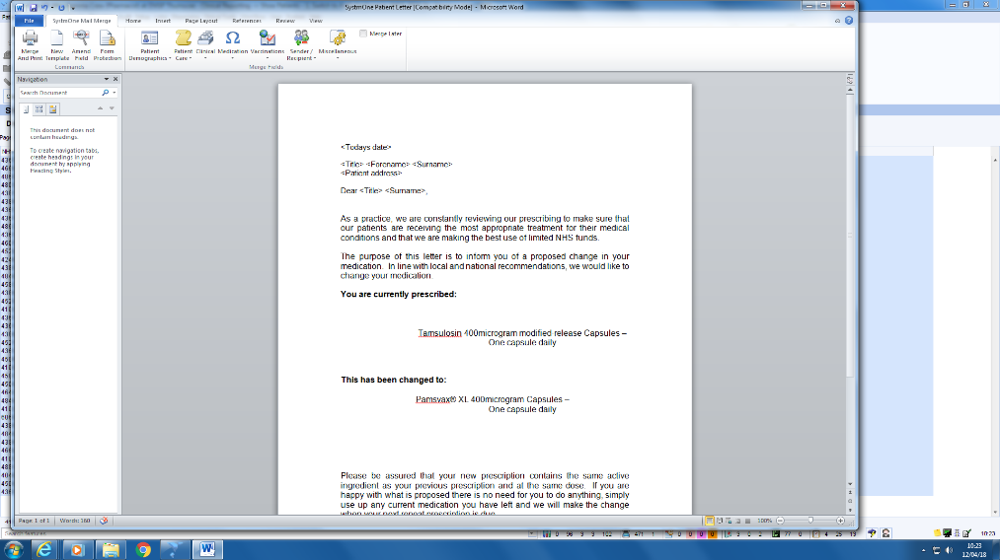 SystmOne Patient Letter [Compatibility Mode] - Microsoft Word
File SystmOne Mail Merge Home Insert Page Layout References Review View
Merge And Print
New Template
Amend Field
Form Protection
Patient Demographics
Patient Care
Clinical
Medication
Vaccinations
Sender / Recipient
Miscellaneous
Merge Later
Commands
Merge Fields
Navigation
Search Document
This document does not
contain headings.
To create navigation tabs,
create headings in your
document by applying
Heading Styles.
<Todays date>
<Title> <Forename> <Surname>
<Patient address>
Dear <Title> <Surname>,
As a practice, we are constantly reviewing our prescribing to make sure that
our patients are receiving the most appropriate treatment for their medical
conditions and that we are making the best use of limited NHS funds.
The purpose of this letter is to inform you of a proposed change in your
medication. In line with local and national recommendations, we would like to
change your medication.
You are currently prescribed:
Tamsulosin 400microgram modified-release Capsules –
One capsule daily
This has been changed to:
Pamsvax® XL 400microgram Capsules –
One capsule daily
Please be assured that your new prescription contains the same active
ingredient as your previous prescription and at the same dose. If you are
happy with what is proposed there is no need for you to do anything; simply
use up any current medication you have left and we will make the change
when your next repeat prescription is due.
Page: 1 of 1 Words: 160
100%
Search features
10:23
10:23
12/04/18